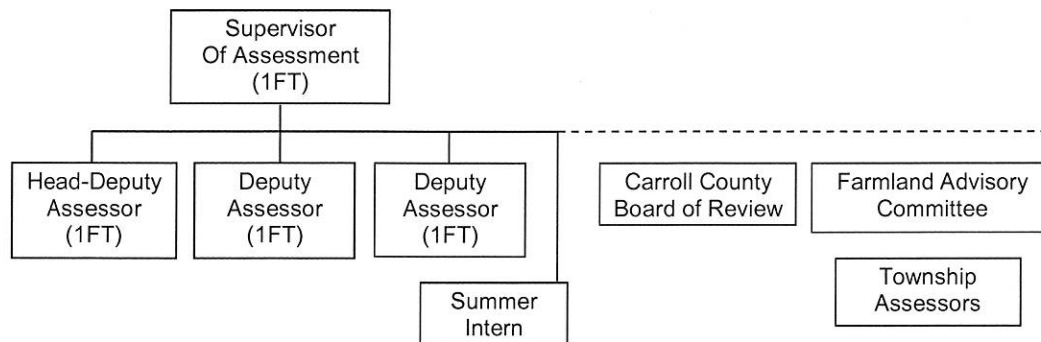 Supervisor
Of Assessment
(1FT)
Head-Deputy
Assessor
(1FT)
Deputy
Assessor
(1FT)
Deputy
Assessor
(1FT)
Carroll County
Board of Review
Farmland Advisory
Committee
Summer
Intern
Township
Assessors